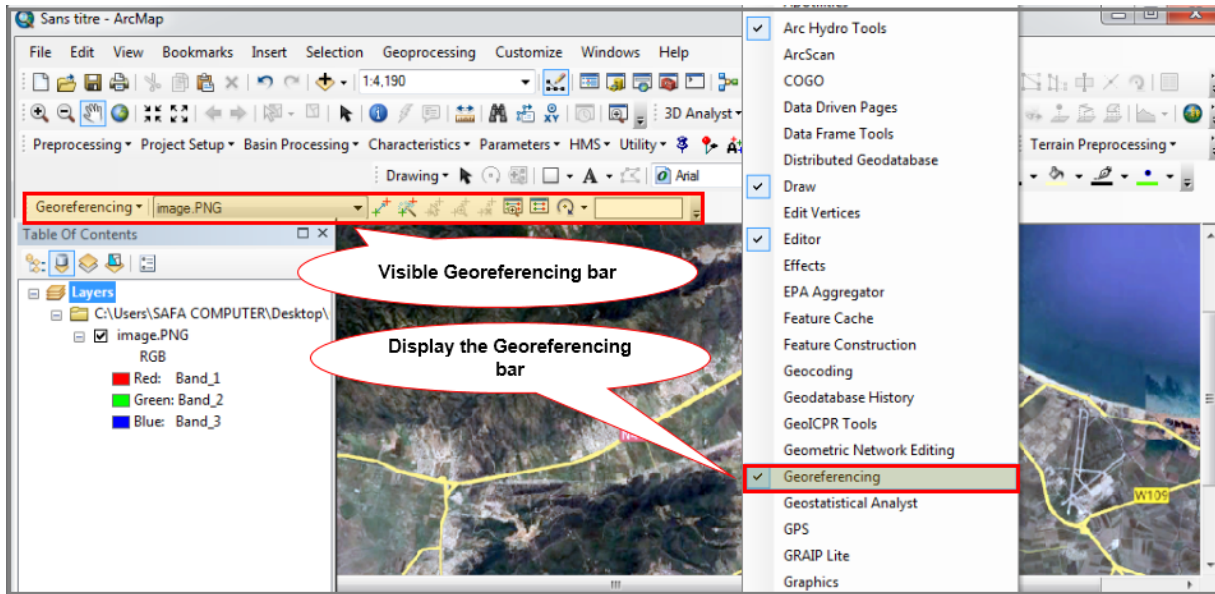 Sans titre - ArcMap
File Edit View Bookmarks Insert Selection Geoprocessing Customize Windows Help
1:4,190
3D Analyst
Preprocessing Project Setup Basin Processing Characteristics Parameters HMS Utility
Terrain Preprocessing
Drawing A Arial A
Georeferencing image.PNG
Table Of Contents
Layers
C:\Users\SAFA COMPUTER\Desktop\
image.PNG
RGB
Red: Band_1
Green: Band_2
Blue: Band_3
Visible Georeferencing bar
Display the Georeferencing
bar
Arc Hydro Tools
ArcScan
COGO
Data Driven Pages
Data Frame Tools
Distributed Geodatabase
Draw
Edit Vertices
Editor
Effects
EPA Aggregator
Feature Cache
Feature Construction
Geocoding
Geodatabase History
GeoICPR Tools
Geometric Network Editing
Georeferencing
Geostatistical Analyst
GPS
GRAIP Lite
Graphics
W109